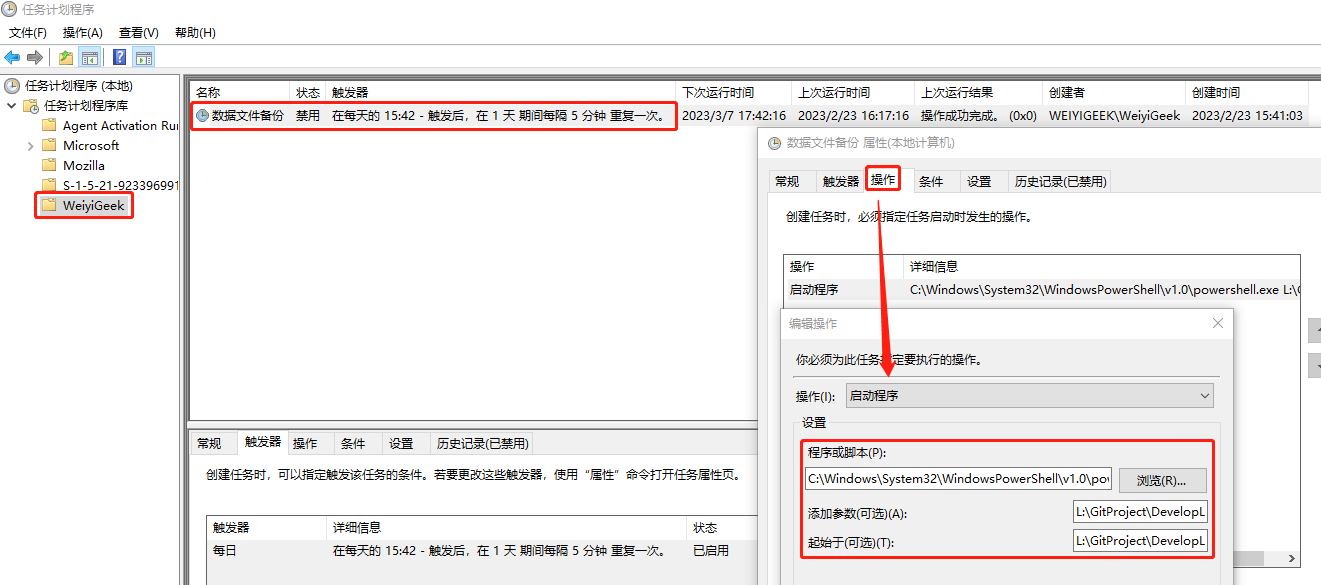 任务计划程序
文件(F) 操作(A) 查看(V) 帮助(H)
任务计划程序 (本地)
任务计划程序库
Agent Activation Rur
Microsoft
Mozilla
S-1-5-21-923396991
WeiyiGeek
名称 状态 触发器 下次运行时间 上次运行时间 上次运行结果 创建者 创建时间
数据文件备份 禁用 在每天的 15:42 - 触发后，在 1 天 期间每隔 5 分钟 重复一次。 2023/3/7 17:42:16 2023/2/23 16:17:16 操作成功完成。 (0x0) WEIYIGEEK\WeiyiGeek 2023/2/23 15:41:03
数据文件备份 属性(本地计算机)
常规 触发器 操作 条件 设置 历史记录(已禁用)
创建任务时，必须指定任务启动时发生的操作。
操作 详细信息
启动程序 C:\Windows\System32\WindowsPowerShell\v1.0\powershell.exe L:\G
编辑操作
你必须为此任务指定要执行的操作。
操作(I): 启动程序
设置
程序或脚本(P):
C:\Windows\System32\WindowsPowerShell\v1.0\pow 浏览(R)...
添加参数(可选)(A): L:\GitProject\DevelopL
起始于(可选)(T): L:\GitProject\DevelopL
常规 触发器 操作 条件 设置 历史记录(已禁用)
创建任务时，可以指定触发该任务的条件。若要更改这些触发器，使用“属性”命令打开任务属性页。
触发器 详细信息 状态
每日 在每天的 15:42 - 触发后，在 1 天 期间每隔 5 分钟 重复一次。 已启用